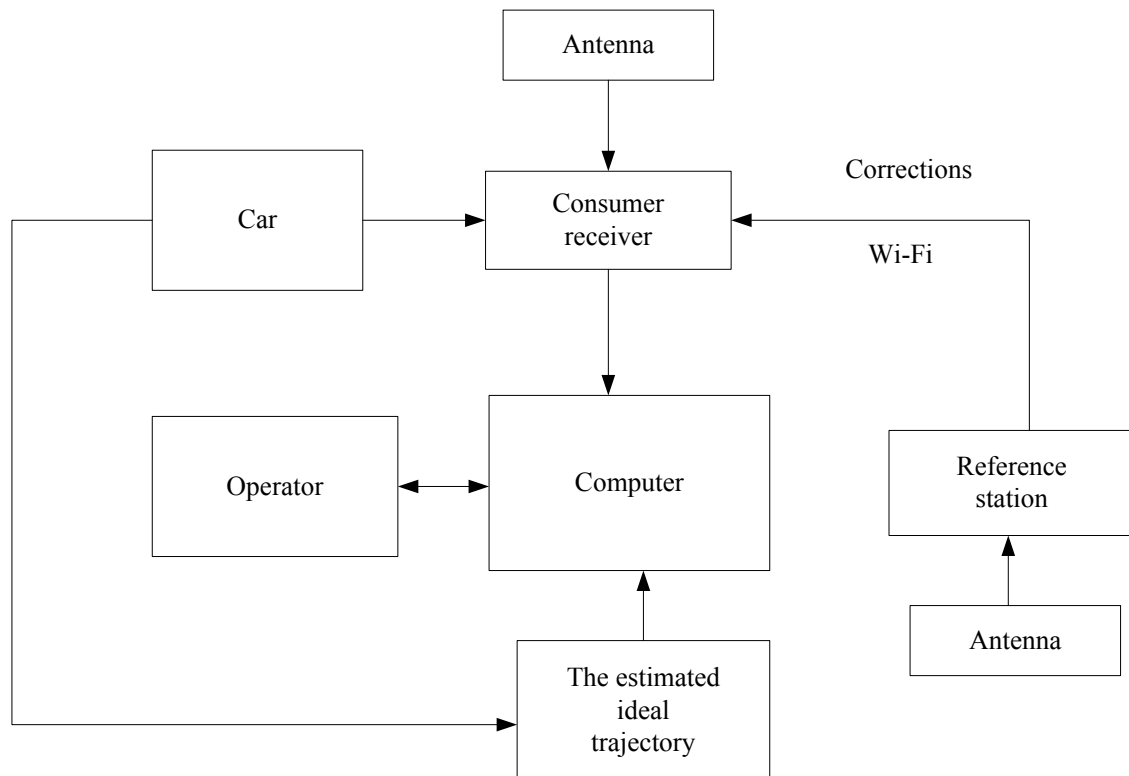 Antenna
Corrections
Car
Consumer
receiver
Wi-Fi
Operator
Computer
Reference
station
Antenna
The estimated
ideal
trajectory